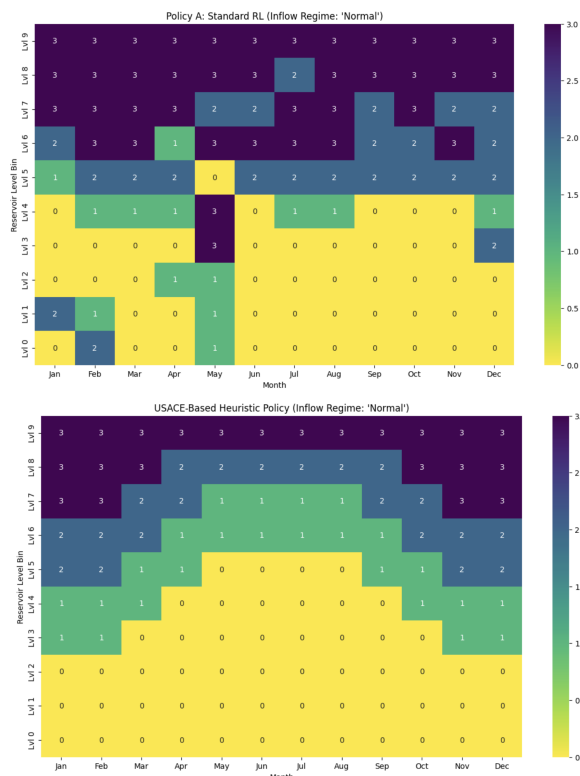 Policy A: Standard RL (Inflow Regime: 'Normal')
Reservoir Level Bin
Lvl 9 3 3 3 3 3 3 3 3 3 3 3 3
Lvl 8 3 3 3 3 3 3 2 3 3 3 3 3
Lvl 7 3 3 3 3 2 2 3 3 2 3 2 2
Lvl 6 2 3 3 1 3 3 3 3 2 2 3 2
Lvl 5 1 2 2 2 0 2 2 2 2 2 2 2
Lvl 4 0 1 1 1 3 0 1 1 0 0 0 1
Lvl 3 0 0 0 0 3 0 0 0 0 0 0 2
Lvl 2 0 0 0 1 1 0 0 0 0 0 0 0
Lvl 1 2 1 0 0 1 0 0 0 0 0 0 0
Lvl 0 0 2 0 0 1 0 0 0 0 0 0 0
Jan Feb Mar Apr May Jun Jul Aug Sep Oct Nov Dec
Month
3.0
2.5
2.0
1.5
1.0
0.5
0.0
USACE-Based Heuristic Policy (Inflow Regime: 'Normal')
Reservoir Level Bin
Lvl 9 3 3 3 3 3 3 3 3 3 3 3 3
Lvl 8 3 3 3 2 2 2 2 2 2 3 3 3
Lvl 7 3 3 2 2 1 1 1 1 2 2 3 3
Lvl 6 2 2 2 1 1 1 1 1 1 2 2 2
Lvl 5 2 2 1 1 0 0 0 0 1 1 2 2
Lvl 4 1 1 1 0 0 0 0 0 0 1 1 1
Lvl 3 1 1 0 0 0 0 0 0 0 0 1 1
Lvl 2 0 0 0 0 0 0 0 0 0 0 0 0
Lvl 1 0 0 0 0 0 0 0 0 0 0 0 0
Lvl 0 0 0 0 0 0 0 0 0 0 0 0 0
Jan Feb Mar Apr May Jun Jul Aug Sep Oct Nov Dec